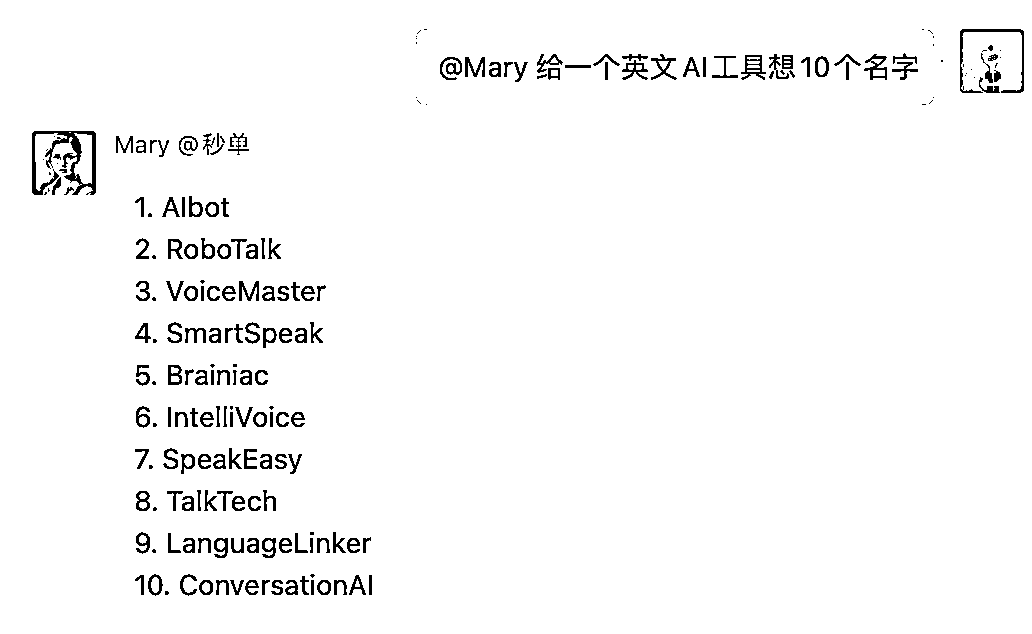 @Mary 给一个英文 AI工具想10个名字
Mary @秒单
1. AIbot
2. RoboTalk
3. VoiceMaster
4. SmartSpeak
5. Brainiac
6. IntelliVoice
7. SpeakEasy
8. TalkTech
9. LanguageLinker
10. ConversationAI